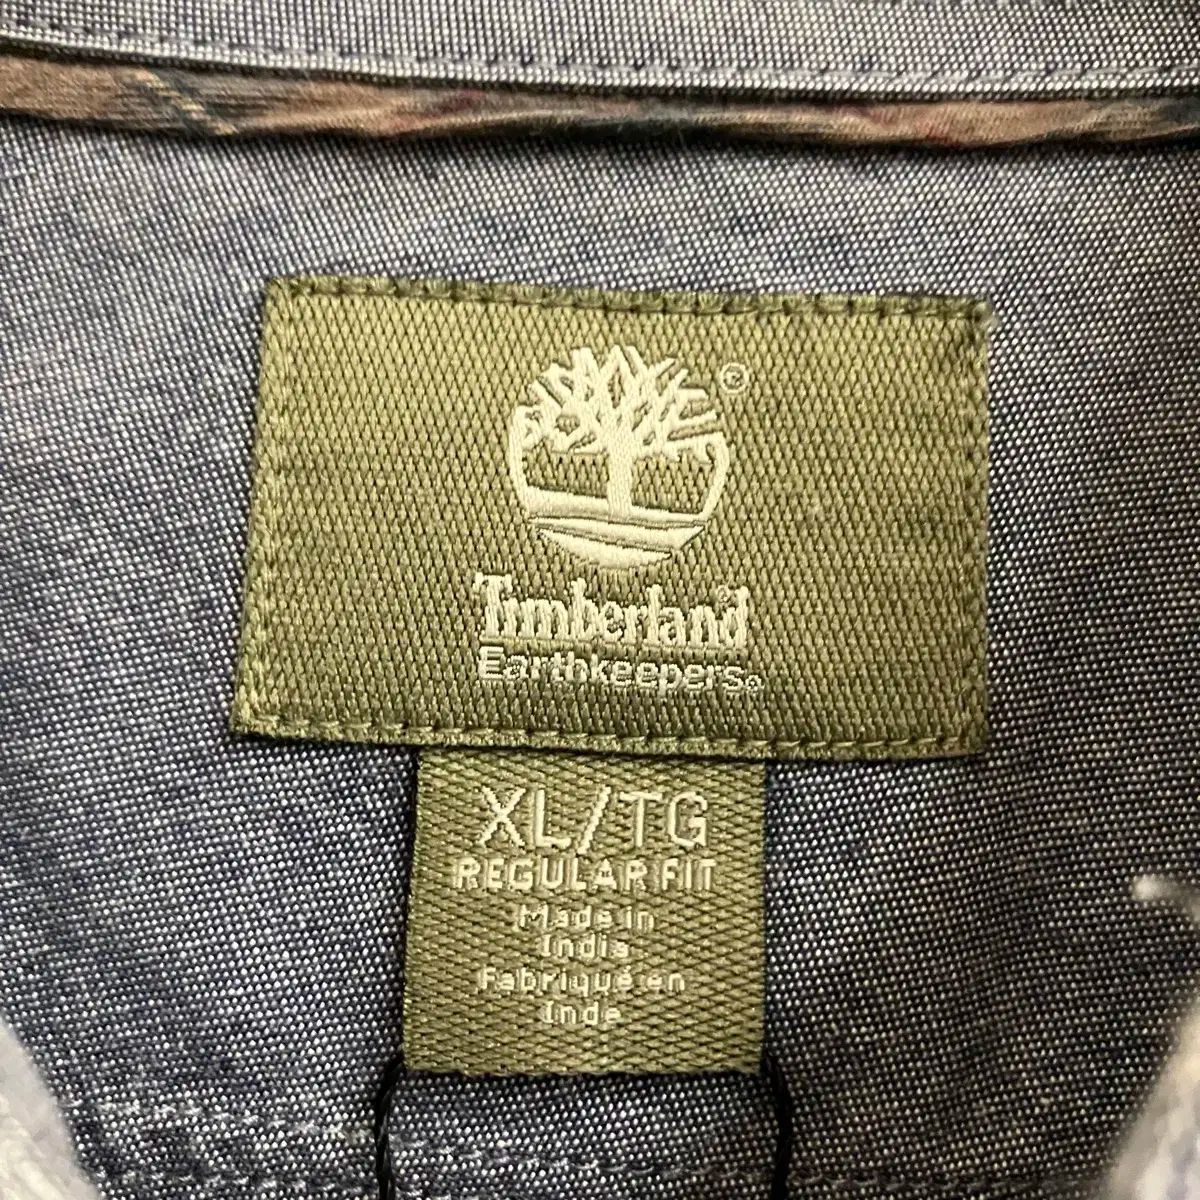 ®
Timberland
Earthkeepers®
XL/TG
REGULAR FIT
Made in
India
Fabriqué en
Inde